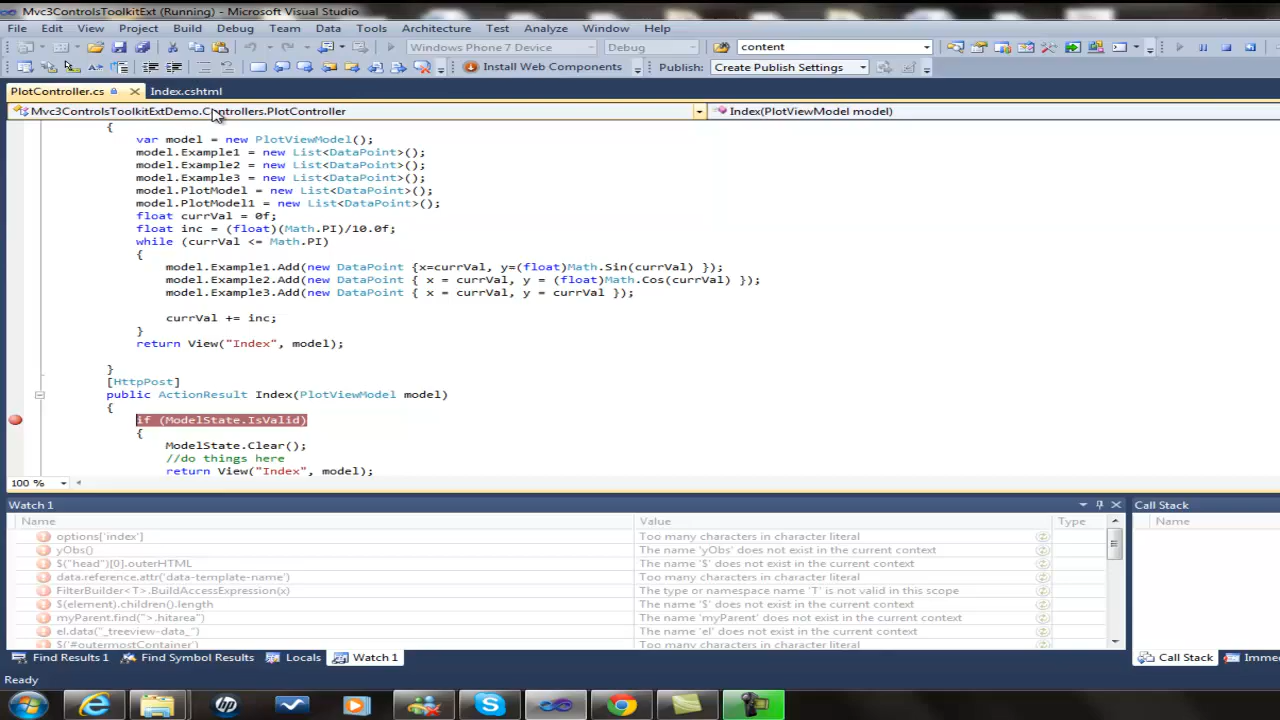 Mvc3ControlsToolkitExt (Running) - Microsoft Visual Studio
File Edit View Project Build Debug Team Data Tools Architecture Test Analyze Window Help
Windows Phone 7 Device Debug content
Install Web Components Publish: Create Publish Settings
PlotController.cs Index.cshtml
Mvc3ControlsToolkitExtDemo.Controllers.PlotController Index(PlotViewModel model)
{
var model = new PlotViewModel();
model.Example1 = new List<DataPoint>();
model.Example2 = new List<DataPoint>();
model.Example3 = new List<DataPoint>();
model.PlotModel = new List<DataPoint>();
model.PlotModel1 = new List<DataPoint>();
float currVal = 0f;
float inc = (float)(Math.PI)/10.0f;
while (currVal <= Math.PI)
{
model.Example1.Add(new DataPoint {x=currVal, y=(float)Math.Sin(currVal) });
model.Example2.Add(new DataPoint { x = currVal, y = (float)Math.Cos(currVal) });
model.Example3.Add(new DataPoint { x = currVal, y = currVal });
currVal += inc;
}
return View("Index", model);
}
[HttpPost]
public ActionResult Index(PlotViewModel model)
{
if (ModelState.IsValid)
{
ModelState.Clear();
//do things here
return View("Index", model);
100 %
Watch 1 Call Stack
Name Value Type Name
options['index'] Too many characters in character literal
yObs() The name 'yObs' does not exist in the current context
$("head")[0].outerHTML The name '$' does not exist in the current context
data.reference.attr('data-template-name') Too many characters in character literal
FilterBuilder<T>.BuildAccessExpression(x) The type or namespace name 'T' is not valid in this scope
$(element).children().length The name '$' does not exist in the current context
myParent.find(">.hitarea") The name 'myParent' does not exist in the current context
el.data("_treeview-data_") The name 'el' does not exist in the current context
$('#outermostContainer') Too many characters in character literal
Find Results 1 Find Symbol Results Locals Watch 1 Call Stack Immed
Ready
hp